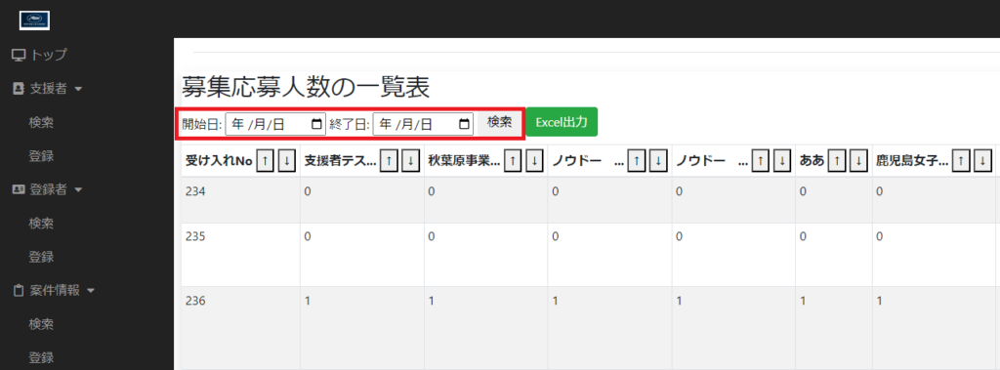 トップ
支援者
検索
登録
登録者
検索
登録
案件情報
検索
登録
募集応募人数の一覧表
開始日: 年 /月/日 終了日: 年 /月/日 検索 Excel出力
受け入れNo ↑ ↓ 支援者テス... ↑ ↓ 秋葉原事業... ↑ ↓ ノウドー ... ↑ ↓ ノウドー ... ↑ ↓ ああ ↑ ↓ 鹿児島女子... ↑ ↓
234 0 0 0 0 0 0
235 0 0 0 0 0 0
236 1 1 1 1 1 1